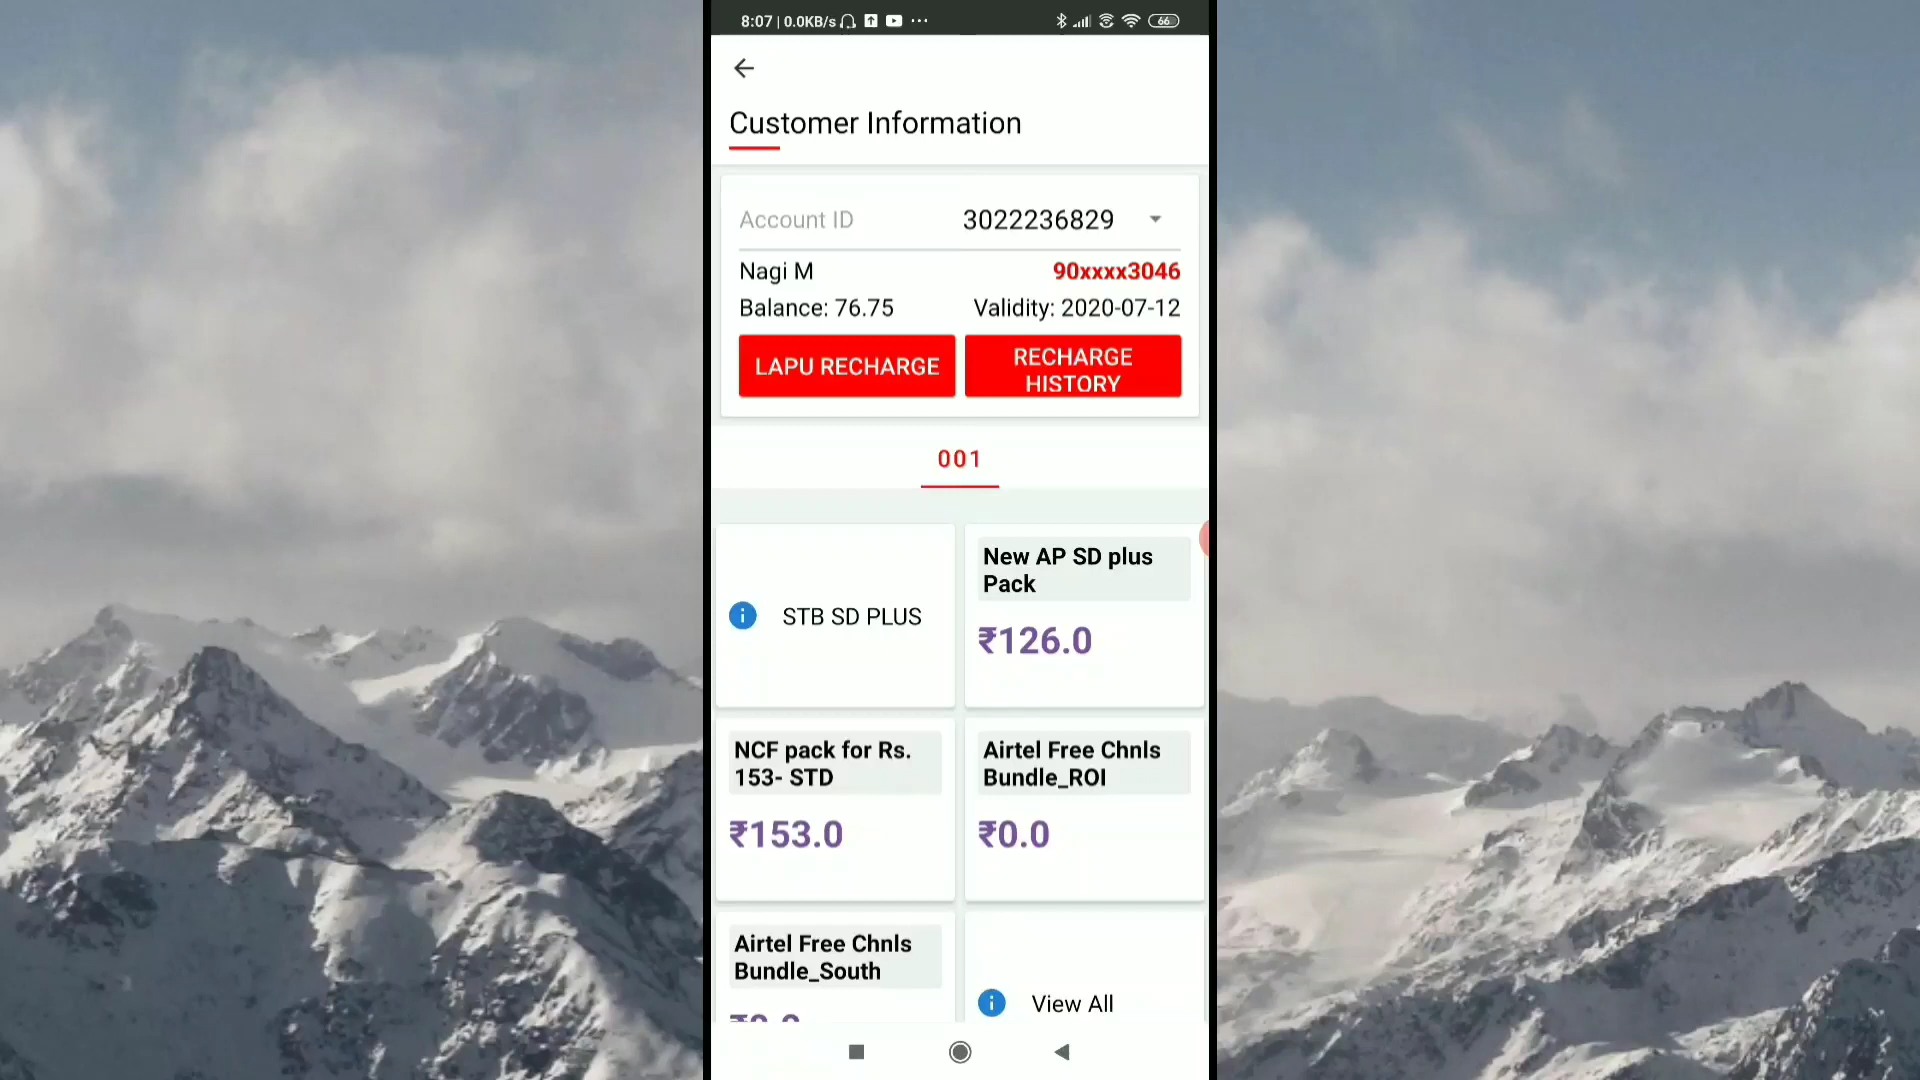 8:07 | 0.0KB/s ... 66
Customer Information
Account ID 3022236829
Nagi M 90xxxx3046
Balance: 76.75 Validity: 2020-07-12
LAPU RECHARGE
RECHARGE
HISTORY
001
STB SD PLUS
New AP SD plus
Pack
₹126.0
NCF pack for Rs.
153- STD
₹153.0
Airtel Free Chnls
Bundle_ROI
₹0.0
Airtel Free Chnls
Bundle_South
View All